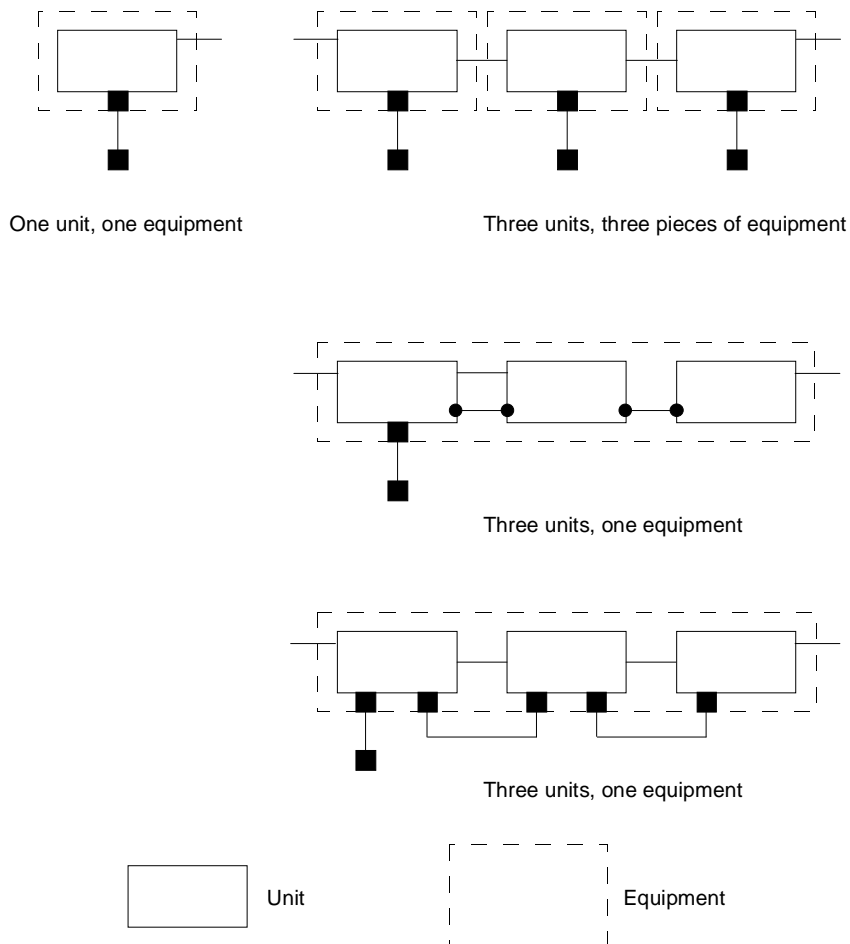 One unit, one equipment
Three units, three pieces of equipment
Three units, one equipment
Three units, one equipment
Unit
Equipment